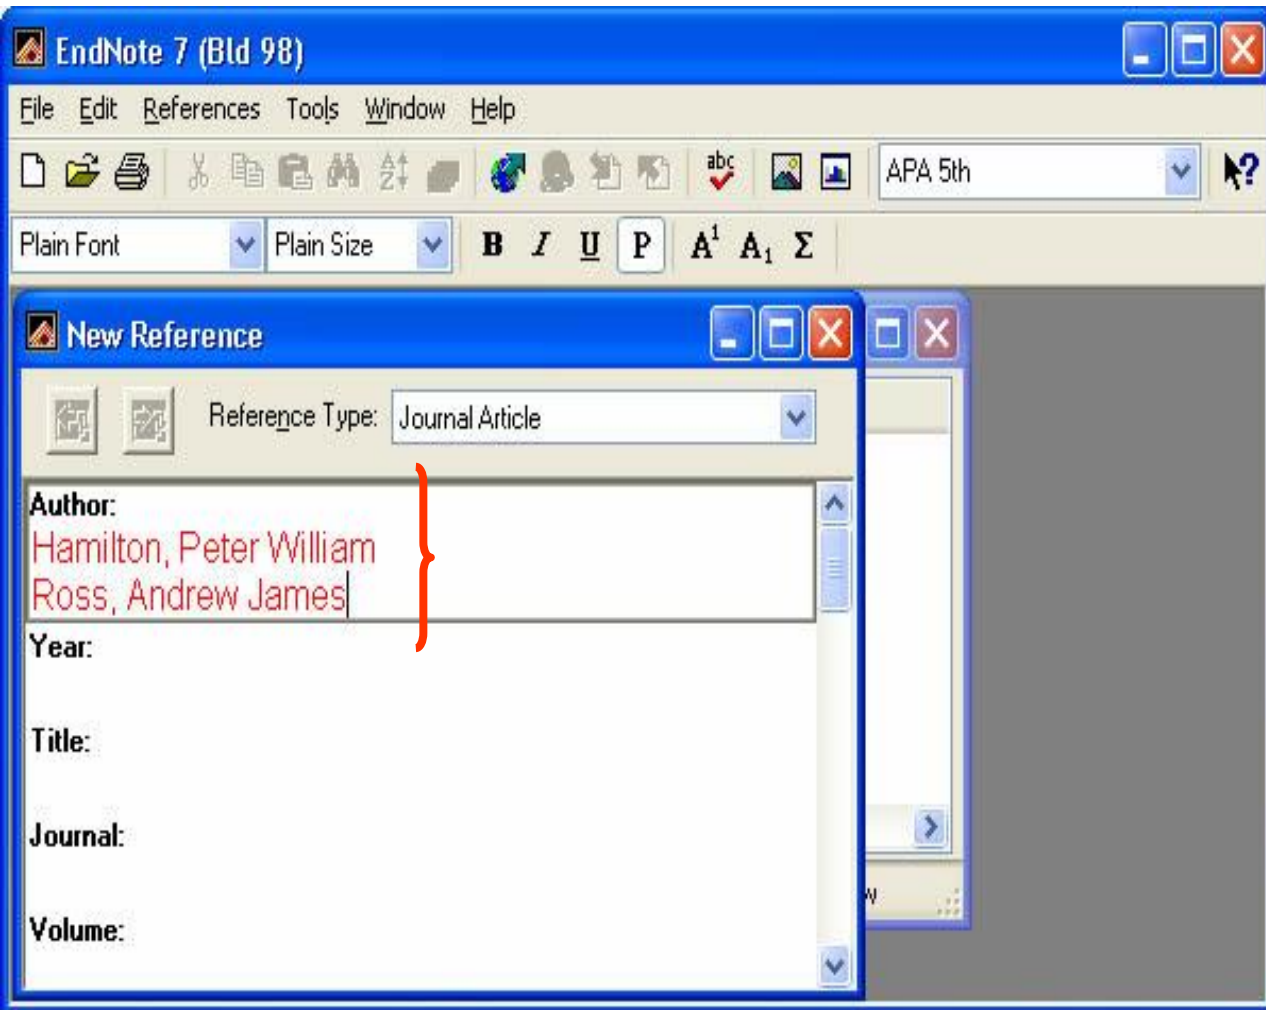 EndNote 7 (Bld 98)
File Edit References Tools Window Help
abc APA 5th ?
Plain Font Plain Size B I U P A1 A1 Σ
New Reference
Reference Type: Journal Article
Author:
Hamilton, Peter William
Ross, Andrew James
Year:
Title:
Journal:
Volume: